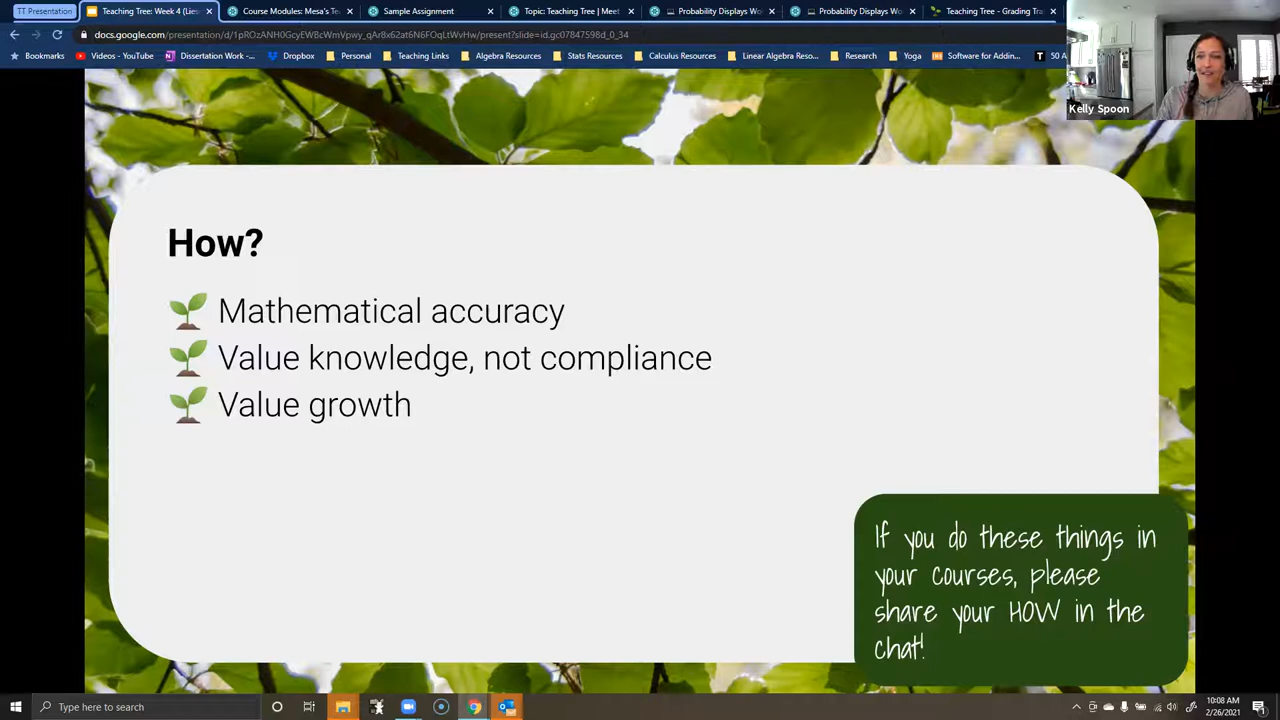 TT Presentation
Teaching Tree: Week 4 (Lies
Course Modules: Mesa's Te
Sample Assignment
Topic: Teaching Tree | Meet
Probability Displays
Probability Displays Wo
Teaching Tree - Grading Tra
docs.google.com/presentation/d/1pROzANH0GcyEWBcWmVpwy_qAr8x62at6N6FOqLtWvHw/present?slide=id.gc07847598d_0_34
Bookmarks
Videos - YouTube
Dissertation Work -...
Dropbox
Personal
Teaching Links
Algebra Resources
Stats Resources
Calculus Resources
Linear Algebra Reso...
Research
Yoga
Software for Addin...
50 A
Kelly Spoon
How?
Mathematical accuracy
Value knowledge, not compliance
Value growth
If you do these things in
your courses, please
share your HOW in the
chat!
Type here to search
10:08 AM
2/26/2021